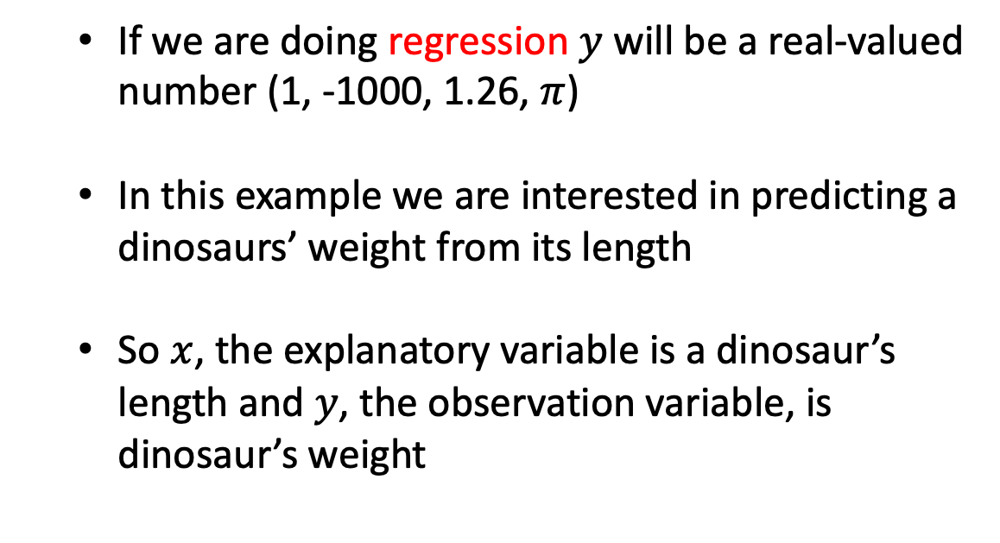 • If we are doing regression y will be a real-valued
number (1, -1000, 1.26, π)
• In this example we are interested in predicting a
dinosaurs’ weight from its length
• So x, the explanatory variable is a dinosaur’s
length and y, the observation variable, is
dinosaur’s weight